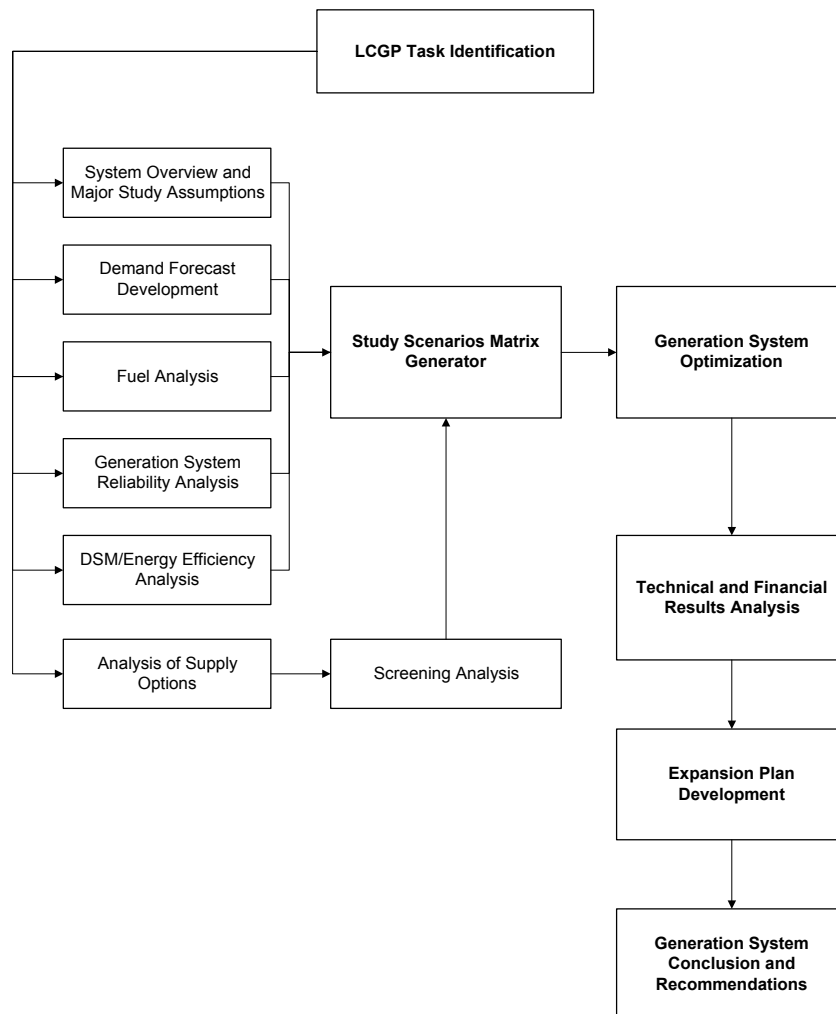 LCGP Task Identification
System Overview and
Major Study Assumptions
Demand Forecast
Development
Fuel Analysis
Generation System
Reliability Analysis
DSM/Energy Efficiency
Analysis
Analysis of Supply
Options
Screening Analysis
Study Scenarios Matrix
Generator
Generation System
Optimization
Technical and Financial
Results Analysis
Expansion Plan
Development
Generation System
Conclusion and
Recommendations